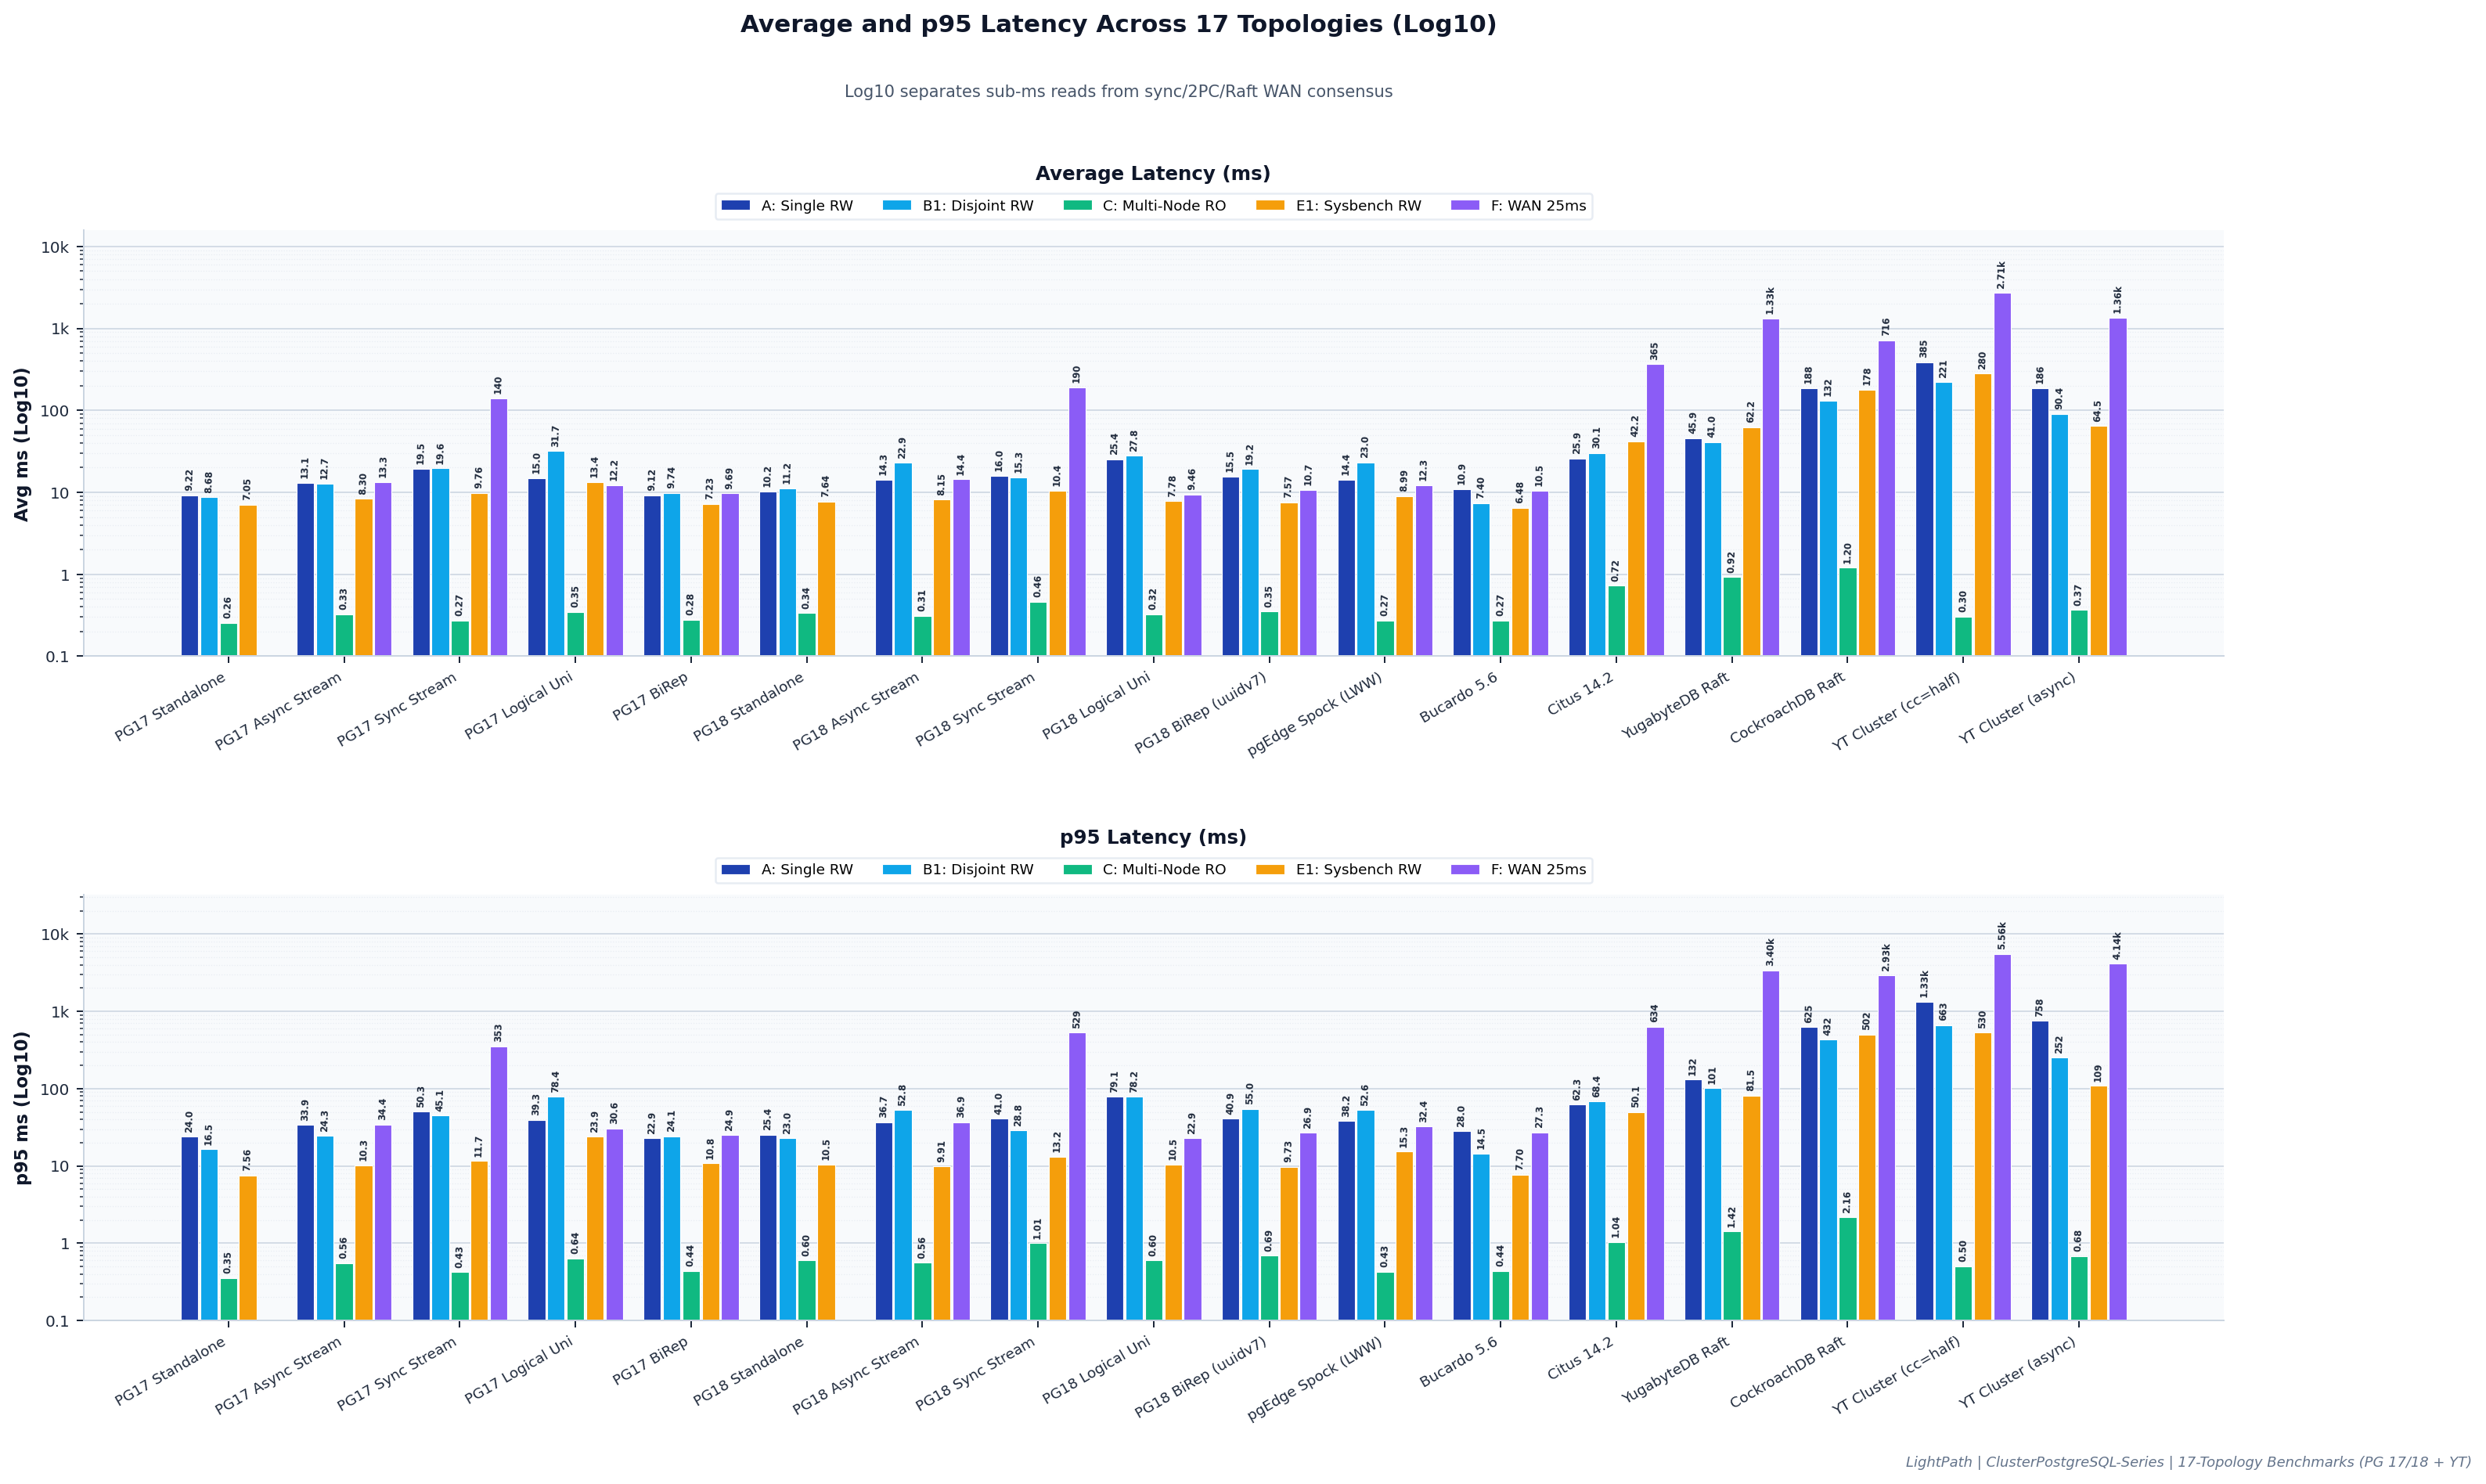 Average and p95 Latency Across 17 Topologies (Log10)
Log10 separates sub-ms reads from sync/2PC/Raft WAN consensus
Average Latency (ms)
A: Single RW B1: Disjoint RW C: Multi-Node RO E1: Sysbench RW F: WAN 25ms
Avg ms (Log10)
10k
1k
100
10
1
0.1
9.22 8.68 0.26 7.05
13.1 12.7 0.33 8.30 13.3
19.5 19.6 0.27 9.76 140
15.0 31.7 0.35 13.4 12.2
9.12 9.74 0.28 7.23 9.69
10.2 11.2 0.34 7.64
14.3 22.9 0.31 8.15 14.4
16.0 15.3 0.46 10.4 190
25.4 27.8 0.32 7.78 9.46
15.5 19.2 0.35 7.57 10.7
14.4 23.0 0.27 8.99 12.3
10.9 7.40 0.27 6.48 10.5
25.9 30.1 0.72 42.2 365
45.9 41.0 0.92 62.2 1.33k
188 132 1.20 178 716
385 221 0.30 280 2.71k
186 90.4 0.37 64.5 1.36k
PG17 Standalone
PG17 Async Stream
PG17 Sync Stream
PG17 Logical Uni
PG17 BiRep
PG18 Standalone
PG18 Async Stream
PG18 Sync Stream
PG18 Logical Uni
PG18 BiRep (uuidv7)
pgEdge Spock (LWW)
Bucardo 5.6
Citus 14.2
YugabyteDB Raft
CockroachDB Raft
YT Cluster (cc=half)
YT Cluster (async)
p95 Latency (ms)
A: Single RW B1: Disjoint RW C: Multi-Node RO E1: Sysbench RW F: WAN 25ms
p95 ms (Log10)
10k
1k
100
10
1
0.1
24.0 16.5 0.35 7.56
33.9 24.3 0.56 10.3 34.4
50.3 45.1 0.43 11.7 353
39.3 78.4 0.64 23.9 30.6
22.9 24.1 0.44 10.8 24.9
25.4 23.0 0.60 10.5
36.7 52.8 0.56 9.91 36.9
41.0 28.8 1.01 13.2 529
79.1 78.2 0.60 10.5 22.9
40.9 55.0 0.69 9.73 26.9
38.2 52.6 0.43 15.3 32.4
28.0 14.5 0.44 7.70 27.3
62.3 68.4 1.04 50.1 634
132 101 1.42 81.5 3.40k
625 432 2.16 502 2.93k
1.33k 663 0.50 530 5.56k
758 252 0.68 109 4.14k
PG17 Standalone
PG17 Async Stream
PG17 Sync Stream
PG17 Logical Uni
PG17 BiRep
PG18 Standalone
PG18 Async Stream
PG18 Sync Stream
PG18 Logical Uni
PG18 BiRep (uuidv7)
pgEdge Spock (LWW)
Bucardo 5.6
Citus 14.2
YugabyteDB Raft
CockroachDB Raft
YT Cluster (cc=half)
YT Cluster (async)
LightPath | ClusterPostgreSQL-Series | 17-Topology Benchmarks (PG 17/18 + YT)